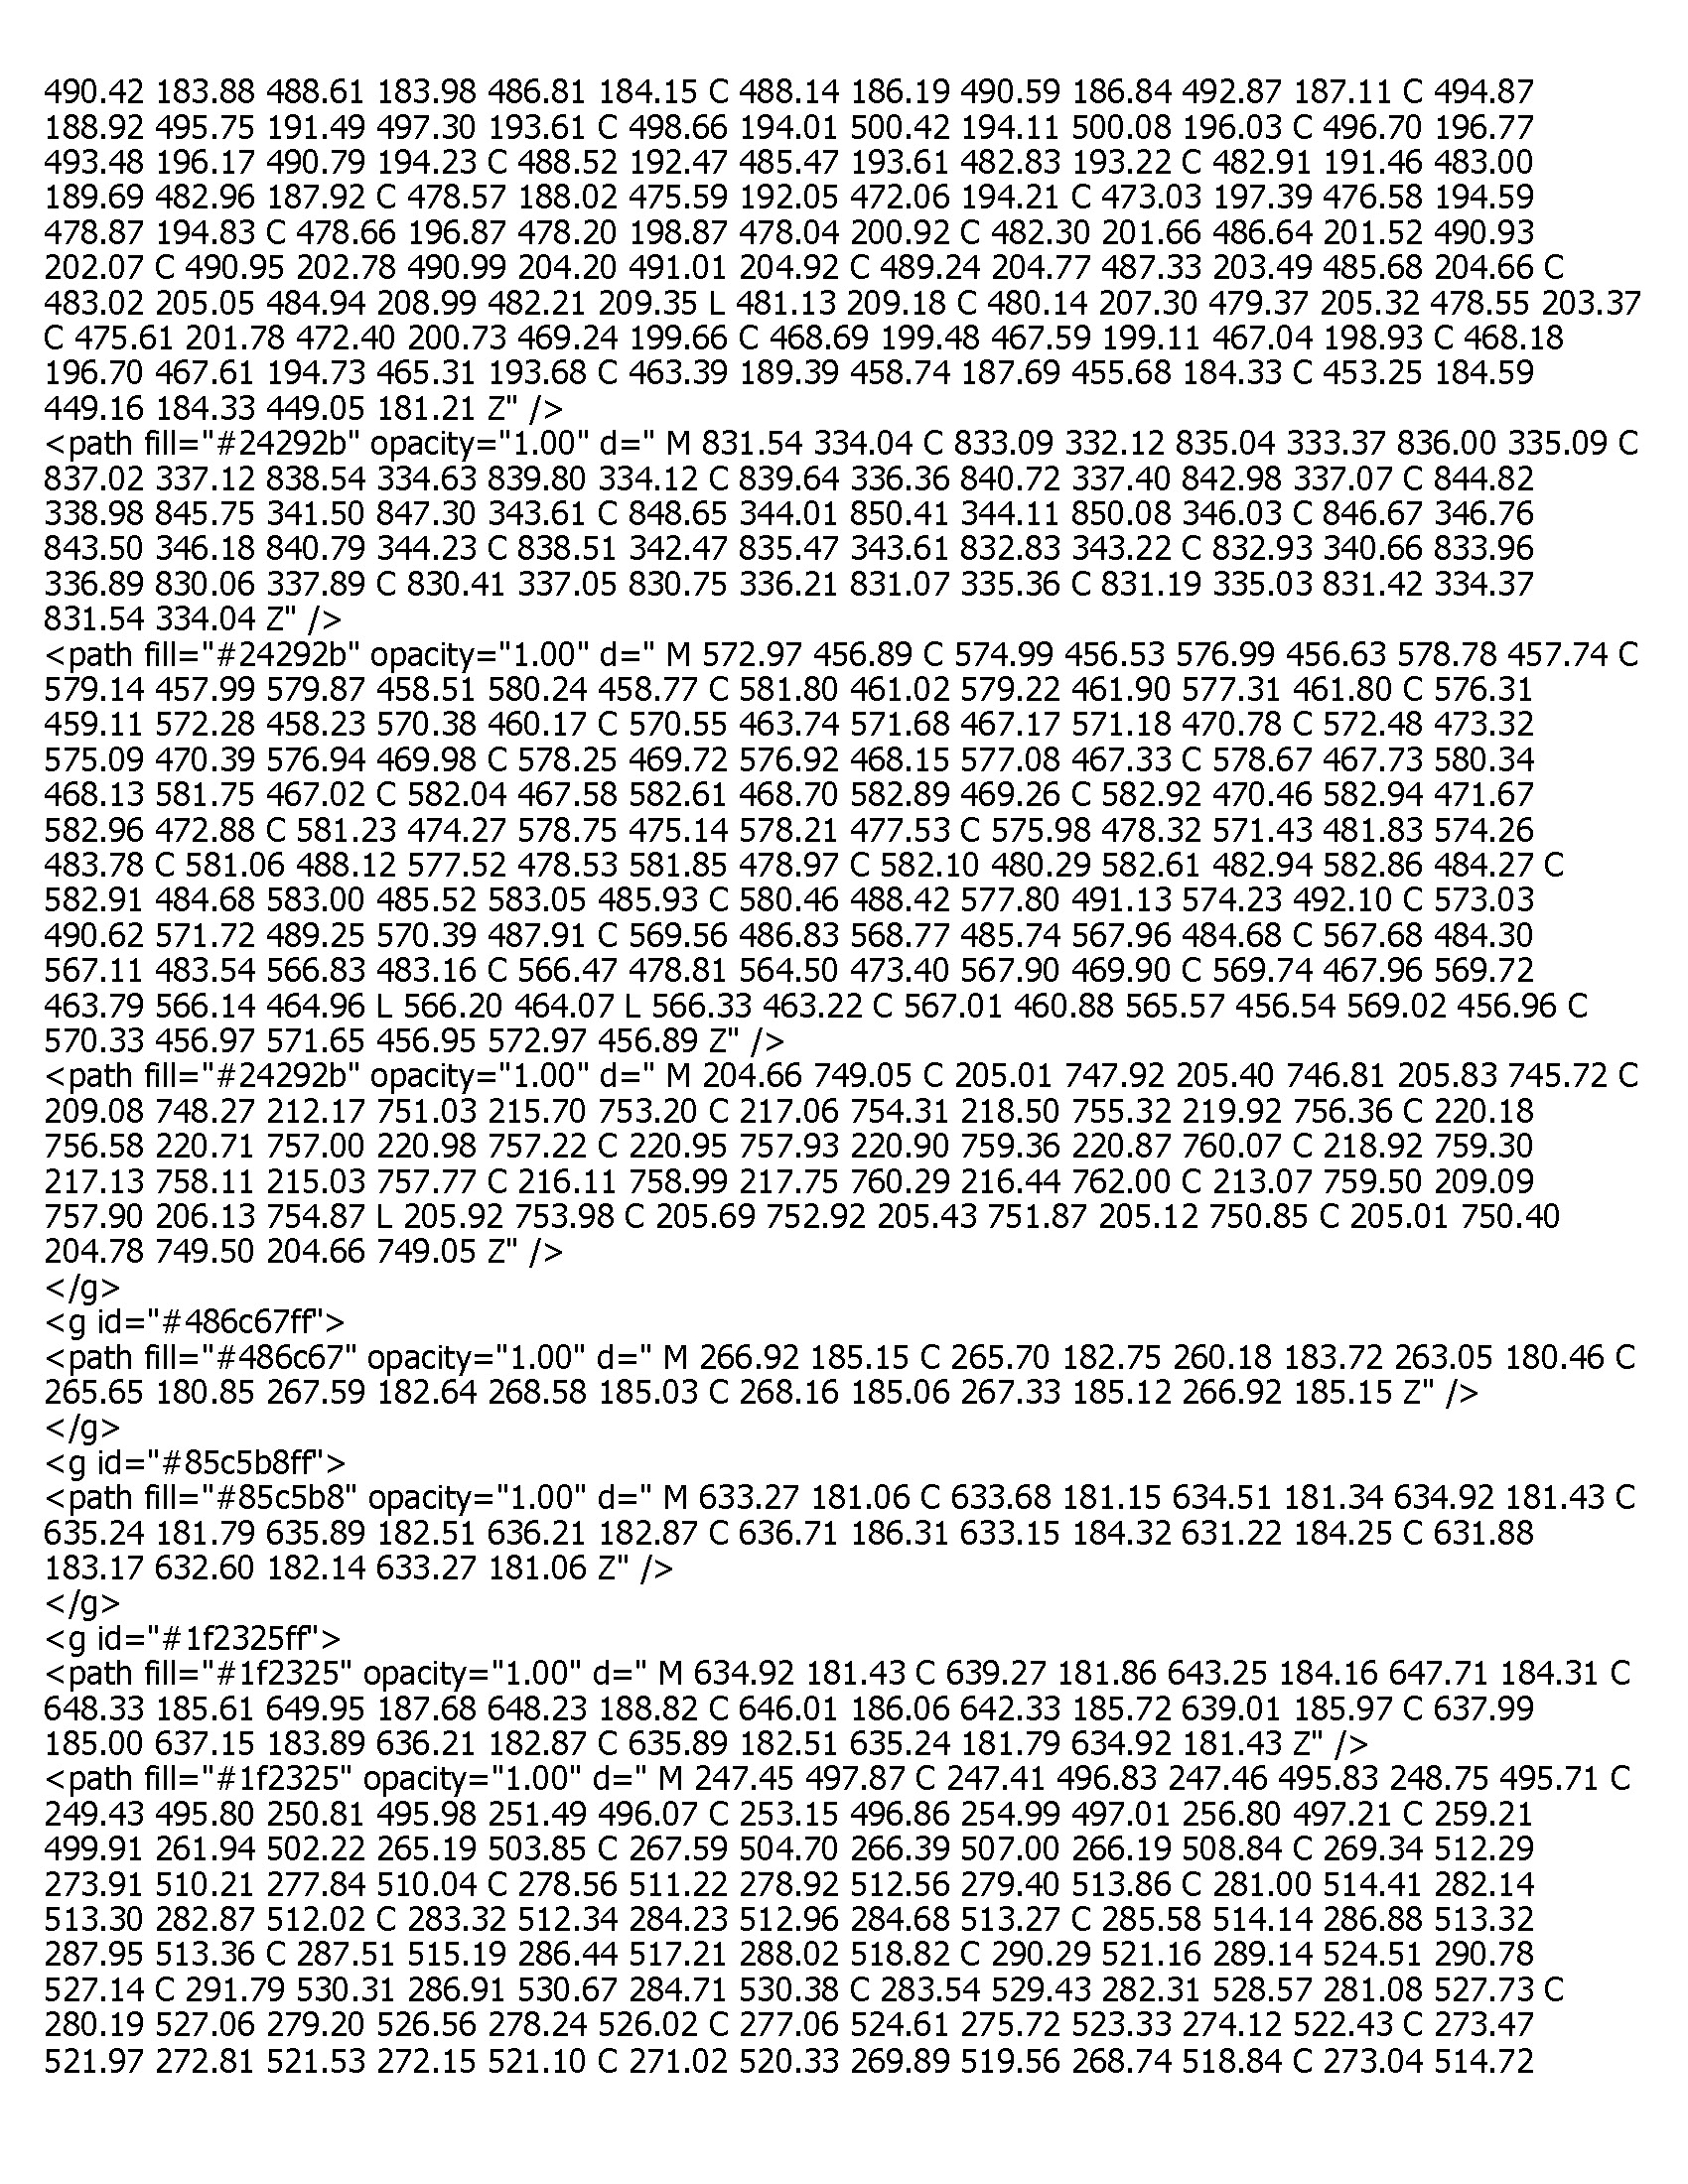 490.42 183.88 488.61 183.98 486.81 184.15 C 488.14 186.19 490.59 186.84 492.87 187.11 C 494.87
188.92 495.75 191.49 497.30 193.61 C 498.66 194.01 500.42 194.11 500.08 196.03 C 496.70 196.77
493.48 196.17 490.79 194.23 C 488.52 192.47 485.47 193.61 482.83 193.22 C 482.91 191.46 483.00
189.69 482.96 187.92 C 478.57 188.02 475.59 192.05 472.06 194.21 C 473.03 197.39 476.58 194.59
478.87 194.83 C 478.66 196.87 478.20 198.87 478.04 200.92 C 482.30 201.66 486.64 201.52 490.93
202.07 C 490.95 202.78 490.99 204.20 491.01 204.92 C 489.24 204.77 487.33 203.49 485.68 204.66 C
483.02 205.05 484.94 208.99 482.21 209.35 L 481.13 209.18 C 480.14 207.30 479.37 205.32 478.55 203.37
C 475.61 201.78 472.40 200.73 469.24 199.66 C 468.69 199.48 467.59 199.11 467.04 198.93 C 468.18
196.70 467.61 194.73 465.31 193.68 C 463.39 189.39 458.74 187.69 455.68 184.33 C 453.25 184.59
449.16 184.33 449.05 181.21 Z" />
<path fill="#24292b" opacity="1.00" d=" M 831.54 334.04 C 833.09 332.12 835.04 333.37 836.00 335.09 C
837.02 337.12 838.54 334.63 839.80 334.12 C 839.64 336.36 840.72 337.40 842.98 337.07 C 844.82
338.98 845.75 341.50 847.30 343.61 C 848.65 344.01 850.41 344.11 850.08 346.03 C 846.67 346.76
843.50 346.18 840.79 344.23 C 838.51 342.47 835.47 343.61 832.83 343.22 C 832.93 340.66 833.96
336.89 830.06 337.89 C 830.41 337.05 830.75 336.21 831.07 335.36 C 831.19 335.03 831.42 334.37
831.54 334.04 Z" />
<path fill="#24292b" opacity="1.00" d=" M 572.97 456.89 C 574.99 456.53 576.99 456.63 578.78 457.74 C
579.14 457.99 579.87 458.51 580.24 458.77 C 581.80 461.02 579.22 461.90 577.31 461.80 C 576.31
459.11 572.28 458.23 570.38 460.17 C 570.55 463.74 571.68 467.17 571.18 470.78 C 572.48 473.32
575.09 470.39 576.94 469.98 C 578.25 469.72 576.92 468.15 577.08 467.33 C 578.67 467.73 580.34
468.13 581.75 467.02 C 582.04 467.58 582.61 468.70 582.89 469.26 C 582.92 470.46 582.94 471.67
582.96 472.88 C 581.23 474.27 578.75 475.14 578.21 477.53 C 575.98 478.32 571.43 481.83 574.26
483.78 C 581.06 488.12 577.52 478.53 581.85 478.97 C 582.10 480.29 582.61 482.94 582.86 484.27 C
582.91 484.68 583.00 485.52 583.05 485.93 C 580.46 488.42 577.80 491.13 574.23 492.10 C 573.03
490.62 571.72 489.25 570.39 487.91 C 569.56 486.83 568.77 485.74 567.96 484.68 C 567.68 484.30
567.11 483.54 566.83 483.16 C 566.47 478.81 564.50 473.40 567.90 469.90 C 569.74 467.96 569.72
463.79 566.14 464.96 L 566.20 464.07 L 566.33 463.22 C 567.01 460.88 565.57 456.54 569.02 456.96 C
570.33 456.97 571.65 456.95 572.97 456.89 Z" />
<path fill="#24292b" opacity="1.00" d=" M 204.66 749.05 C 205.01 747.92 205.40 746.81 205.83 745.72 C
209.08 748.27 212.17 751.03 215.70 753.20 C 217.06 754.31 218.50 755.32 219.92 756.36 C 220.18
756.58 220.71 757.00 220.98 757.22 C 220.95 757.93 220.90 759.36 220.87 760.07 C 218.92 759.30
217.13 758.11 215.03 757.77 C 216.11 758.99 217.75 760.29 216.44 762.00 C 213.07 759.50 209.09
757.90 206.13 754.87 L 205.92 753.98 C 205.69 752.92 205.43 751.87 205.12 750.85 C 205.01 750.40
204.78 749.50 204.66 749.05 Z" />
</g>
<g id="#486c67ff">
<path fill="#486c67" opacity="1.00" d=" M 266.92 185.15 C 265.70 182.75 260.18 183.72 263.05 180.46 C
265.65 180.85 267.59 182.64 268.58 185.03 C 268.16 185.06 267.33 185.12 266.92 185.15 Z" />
</g>
<g id="#85c5b8ff">
<path fill="#85c5b8" opacity="1.00" d=" M 633.27 181.06 C 633.68 181.15 634.51 181.34 634.92 181.43 C
635.24 181.79 635.89 182.51 636.21 182.87 C 636.71 186.31 633.15 184.32 631.22 184.25 C 631.88
183.17 632.60 182.14 633.27 181.06 Z" />
</g>
<g id="#1f2325ff">
<path fill="#1f2325" opacity="1.00" d=" M 634.92 181.43 C 639.27 181.86 643.25 184.16 647.71 184.31 C
648.33 185.61 649.95 187.68 648.23 188.82 C 646.01 186.06 642.33 185.72 639.01 185.97 C 637.99
185.00 637.15 183.89 636.21 182.87 C 635.89 182.51 635.24 181.79 634.92 181.43 Z" />
<path fill="#1f2325" opacity="1.00" d=" M 247.45 497.87 C 247.41 496.83 247.46 495.83 248.75 495.71 C
249.43 495.80 250.81 495.98 251.49 496.07 C 253.15 496.86 254.99 497.01 256.80 497.21 C 259.21
499.91 261.94 502.22 265.19 503.85 C 267.59 504.70 266.39 507.00 266.19 508.84 C 269.34 512.29
273.91 510.21 277.84 510.04 C 278.56 511.22 278.92 512.56 279.40 513.86 C 281.00 514.41 282.14
513.30 282.87 512.02 C 283.32 512.34 284.23 512.96 284.68 513.27 C 285.58 514.14 286.88 513.32
287.95 513.36 C 287.51 515.19 286.44 517.21 288.02 518.82 C 290.29 521.16 289.14 524.51 290.78
527.14 C 291.79 530.31 286.91 530.67 284.71 530.38 C 283.54 529.43 282.31 528.57 281.08 527.73 C
280.19 527.06 279.20 526.56 278.24 526.02 C 277.06 524.61 275.72 523.33 274.12 522.43 C 273.47
521.97 272.81 521.53 272.15 521.10 C 271.02 520.33 269.89 519.56 268.74 518.84 C 273.04 514.72